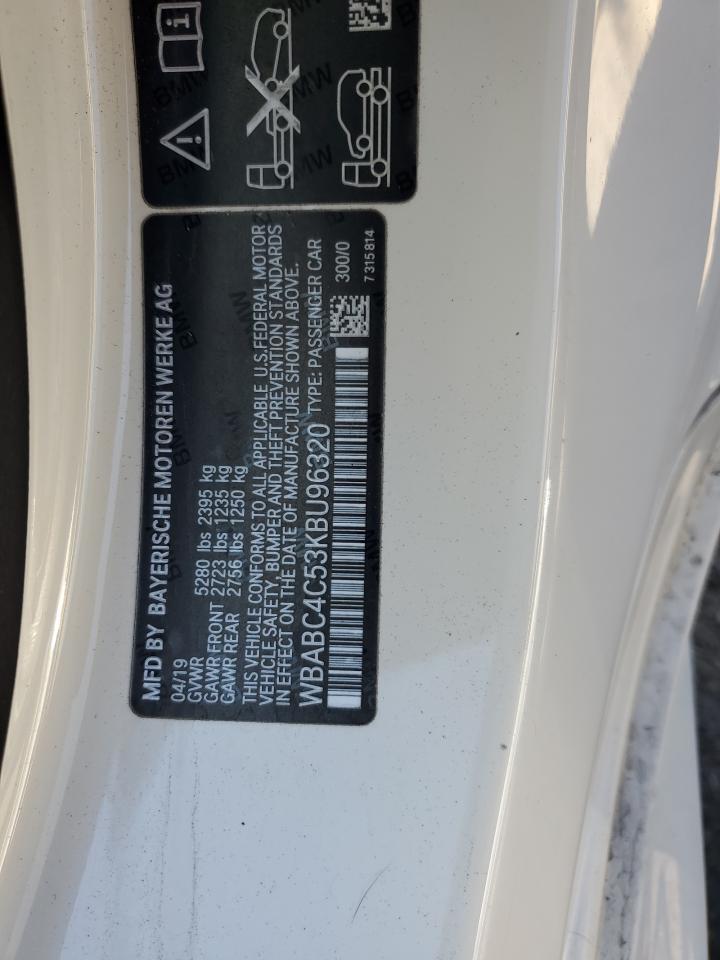 MFD BY BAYERISCHE MOTOREN WERKE AG
04/19
GVWR 5280 lbs 2395 kg
GAWR FRONT 2723 lbs 1235 kg
GAWR REAR 2756 lbs 1250 kg
THIS VEHICLE CONFORMS TO ALL APPLICABLE U.S. FEDERAL MOTOR
VEHICLE SAFETY, BUMPER AND THEFT PREVENTION STANDARDS
IN EFFECT ON THE DATE OF MANUFACTURE SHOWN ABOVE.
WBABC4C53KBU96320 TYPE: PASSENGER CAR
300/0
7 315 814